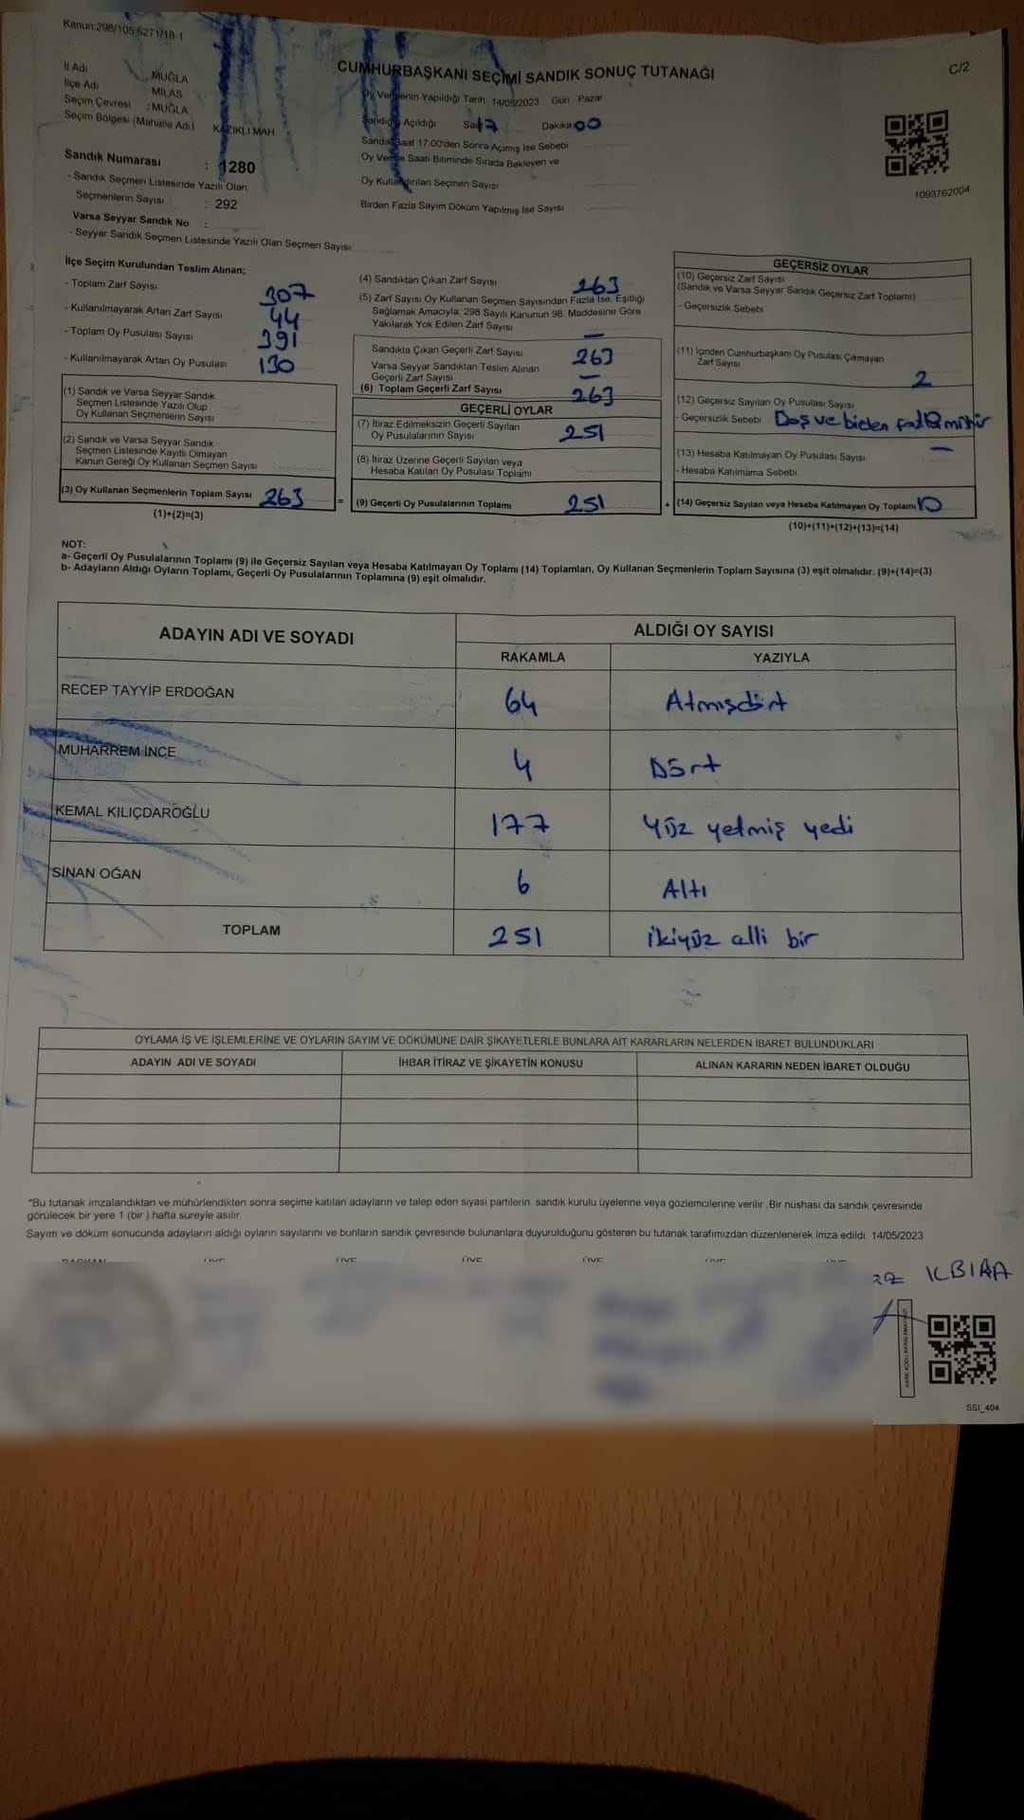 Kanun:298/105;6271/18-1
C/2
CUMHURBAŞKANI SEÇİMİ SANDIK SONUÇ TUTANAĞI
İl Adı MUĞLA
İlçe Adı MİLAS
Seçim Çevresi : MUĞLA
Seçim Bölgesi (Mahalle Adı) KAZIKLI MAH.
Sandık Numarası : 1280
- Sandık Seçmen Listesinde Yazılı Olan
Seçmenlerin Sayısı : 292
Varsa Seyyar Sandık No :
- Seyyar Sandık Seçmen Listesinde Yazılı Olan Seçmen Sayısı
Oy Vermenin Yapıldığı Tarih 14/05/2023 Gün Pazar
Sandığın Açıldığı Saat 17 Dakika 00
Sandık Saat 17:00'den Sonra Açımış İse Sebebi
Oy Verme Saati Bitiminde Sırada Bekleyen ve
Oy Kullandırılan Seçmen Sayısı
Birden Fazla Sayım Döküm Yapılmış İse Sayısı
1093762004
İlçe Seçim Kurulundan Teslim Alınan;
- Toplam Zarf Sayısı 307
- Kullanılmayarak Artan Zarf Sayısı 44
- Toplam Oy Pusulası Sayısı 391
- Kullanılmayarak Artan Oy Pusulası 130
(1) Sandık ve Varsa Seyyar Sandık
Seçmen Listesinde Yazılı Olup
Oy Kullanan Seçmenlerin Sayısı
(2) Sandık ve Varsa Seyyar Sandık
Seçmen Listesinde Kayıtlı Olmayan
Kanun Gereği Oy Kullanan Seçmen Sayısı
(3) Oy Kullanan Seçmenlerin Toplam Sayısı 263 =
(1)+(2)=(3)
(4) Sandıktan Çıkan Zarf Sayısı 263
(5) Zarf Sayısı Oy Kullanan Seçmen Sayısından Fazla İse, Eşitliği
Sağlamak Amacıyla; 298 Sayılı Kanunun 98. Maddesine Göre
Yakılarak Yok Edilen Zarf Sayısı —
Sandıkta Çıkan Geçerli Zarf Sayısı 263
Varsa Seyyar Sandıktan Teslim Alınan
Geçerli Zarf Sayısı —
(6) Toplam Geçerli Zarf Sayısı 263
GEÇERLİ OYLAR
(7) İtiraz Edilmeksizin Geçerli Sayılan
Oy Pusulalarının Sayısı 251
(8) İtiraz Üzerine Geçerli Sayılan veya
Hesaba Katılan Oy Pusulası Toplamı
(9) Geçerli Oy Pusulalarının Toplamı 251 +
GEÇERSİZ OYLAR
(10) Geçersiz Zarf Sayısı
(Sandık ve Varsa Seyyar Sandık Geçersiz Zarf Toplamı)
- Geçersizlik Sebebi
(11) İçinden Cumhurbaşkanı Oy Pusulası Çıkmayan
Zarf Sayısı 2
(12) Geçersiz Sayılan Oy Pusulası Sayısı
- Geçersizlik Sebebi Boş ve birden fazla mühür
(13) Hesaba Katılmayan Oy Pusulası Sayısı —
- Hesaba Katılmama Sebebi
(14) Geçersiz Sayılan veya Hesaba Katılmayan Oy Toplamı 10
(10)+(11)+(12)+(13)=(14)
NOT:
a- Geçerli Oy Pusulalarının Toplamı (9) ile Geçersiz Sayılan veya Hesaba Katılmayan Oy Toplamı (14) Toplamları, Oy Kullanan Seçmenlerin Toplam Sayısına (3) eşit olmalıdır. (9)+(14)=(3)
b- Adayların Aldığı Oyların Toplamı, Geçerli Oy Pusulalarının Toplamına (9) eşit olmalıdır.
ADAYIN ADI VE SOYADI ALDIĞI OY SAYISI
RAKAMLA YAZIYLA
RECEP TAYYİP ERDOĞAN 64 Atmışdört
MUHARREM İNCE 4 Dört
KEMAL KILIÇDAROĞLU 177 Yüz yetmiş yedi
SİNAN OĞAN 6 Altı
TOPLAM 251 ikiyüz elli bir
OYLAMA İŞ VE İŞLEMLERİNE VE OYLARIN SAYIM VE DÖKÜMÜNE DAİR ŞİKAYETLERLE BUNLARA AİT KARARLARIN NELERDEN İBARET BULUNDUKLARI
ADAYIN ADI VE SOYADI İHBAR İTİRAZ VE ŞİKAYETİN KONUSU ALINAN KARARIN NEDEN İBARET OLDUĞU
*Bu tutanak imzalandıktan ve mühürlendikten sonra seçime katılan adayların ve talep eden siyasi partilerin sandık kurulu üyelerine veya gözlemcilerine verilir. Bir nüshası da sandık çevresinde
görülecek bir yere 1 (bir ) hafta süreyle asılır.
Sayım ve döküm sonucunda adayların aldığı oyların sayılarını ve bunların sandık çevresinde bulunanlara duyurulduğunu gösteren bu tutanak tarafımızdan düzenlenerek imza edildi. 14/05/2023
BAŞKAN ÜYE ÜYE ÜYE ÜYE ÜYE ÜYE
SSI_404